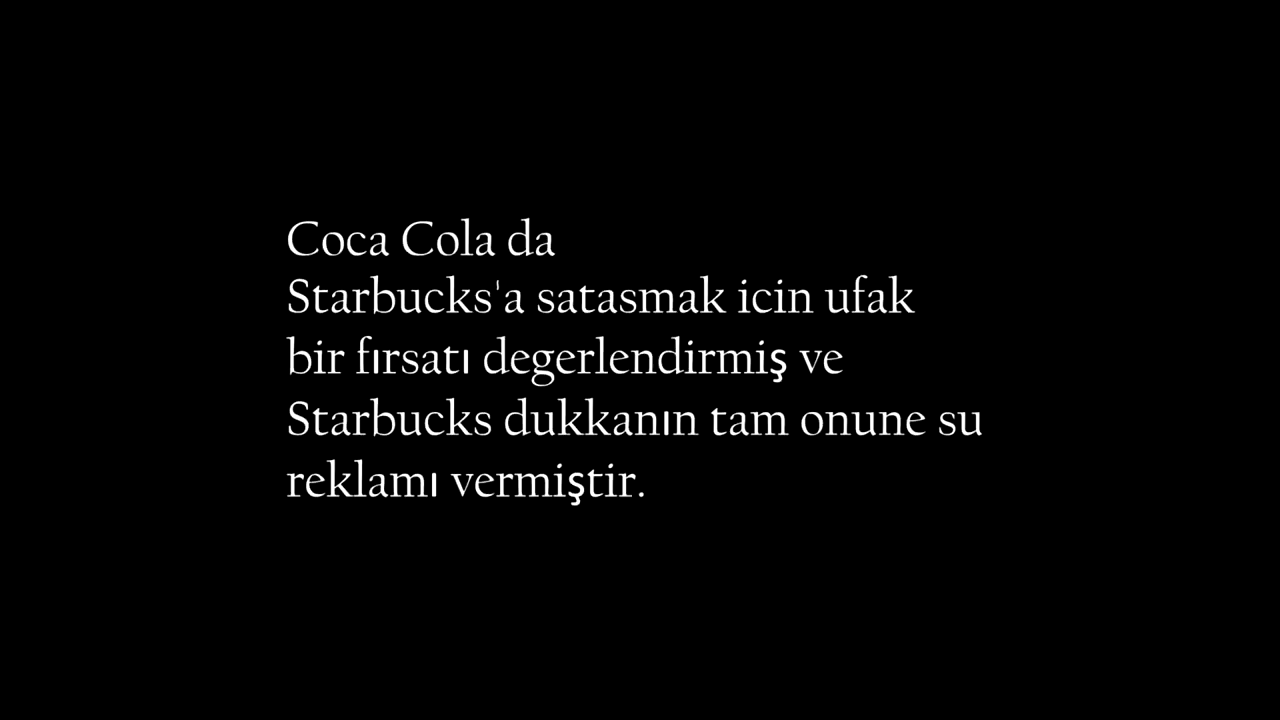 Coca Cola da
Starbucks'a satasmak icin ufak
bir fırsatı degerlendirmiş ve
Starbucks dukkanın tam onune su
reklamı vermiştir.